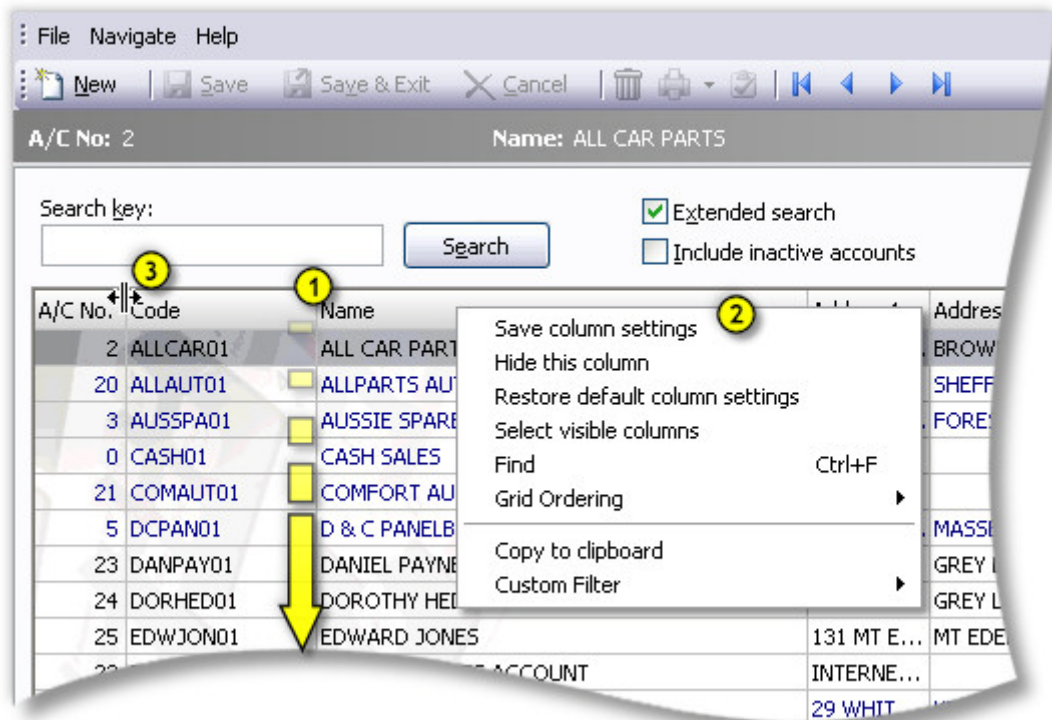 File Navigate Help
New Save Save & Exit Cancel
A/C No: 2 Name: ALL CAR PARTS
Search key: Extended search
Search Include inactive accounts
3
1
2
A/C No. Code Name Addres
Save column settings
Hide this column
Restore default column settings
Select visible columns
Find Ctrl+F
Grid Ordering
Copy to clipboard
Custom Filter
2 ALLCAR01 ALL CAR PART BROW
20 ALLAUT01 ALLPARTS AU SHEFF
3 AUSSPA01 AUSSIE SPARE FORES
0 CASH01 CASH SALES
21 COMAUT01 COMFORT AU
5 DCPAN01 D & C PANELB MASSE
23 DANPAY01 DANIEL PAYNE GREY L
24 DORHED01 DOROTHY HED GREY L
25 EDWJON01 EDWARD JONES 131 MT E... MT EDE
ACCOUNT INTERNE...
29 WHIT